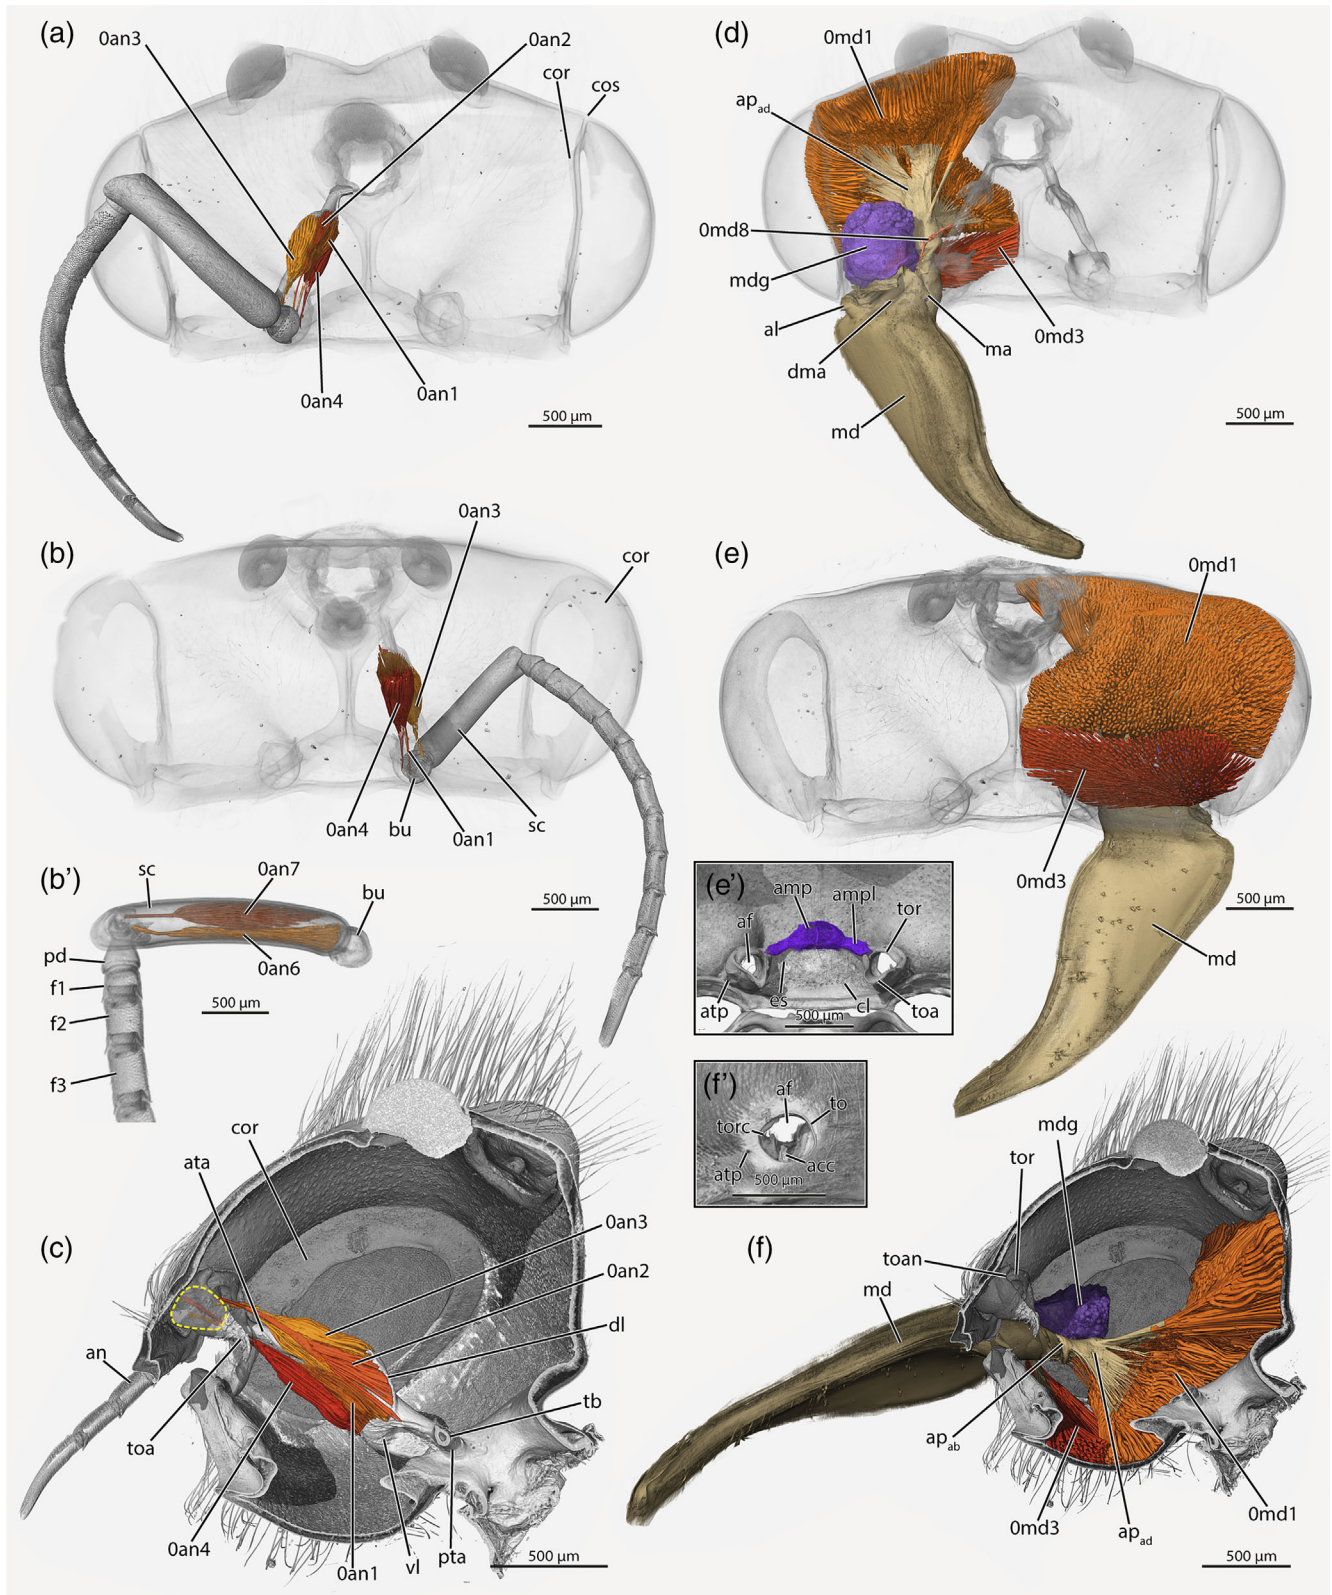 (a)
0an3
0an2
cor
cos
0an4
0an1
500 µm
(d)
0md1
ap ad
0md8
mdg
al
dma
md
ma
0md3
500 µm
(b)
0an3
cor
0an4
bu
0an1
sc
500 µm
(e)
0md1
0md3
500 µm
md
(b')
sc
0an7
bu
pd
0an6
f1
f2
f3
500 µm
(e')
amp
ampl
af
tor
atp
es
cl
toa
500 µm
(f')
af
to
torc
atp
acc
500 µm
(c)
cor
ata
0an3
0an2
dl
an
tb
toa
0an4
0an1
vl
pta
500 µm
(f)
mdg
tor
toan
md
ap ab
0md3
ap ad
0md1
500 µm